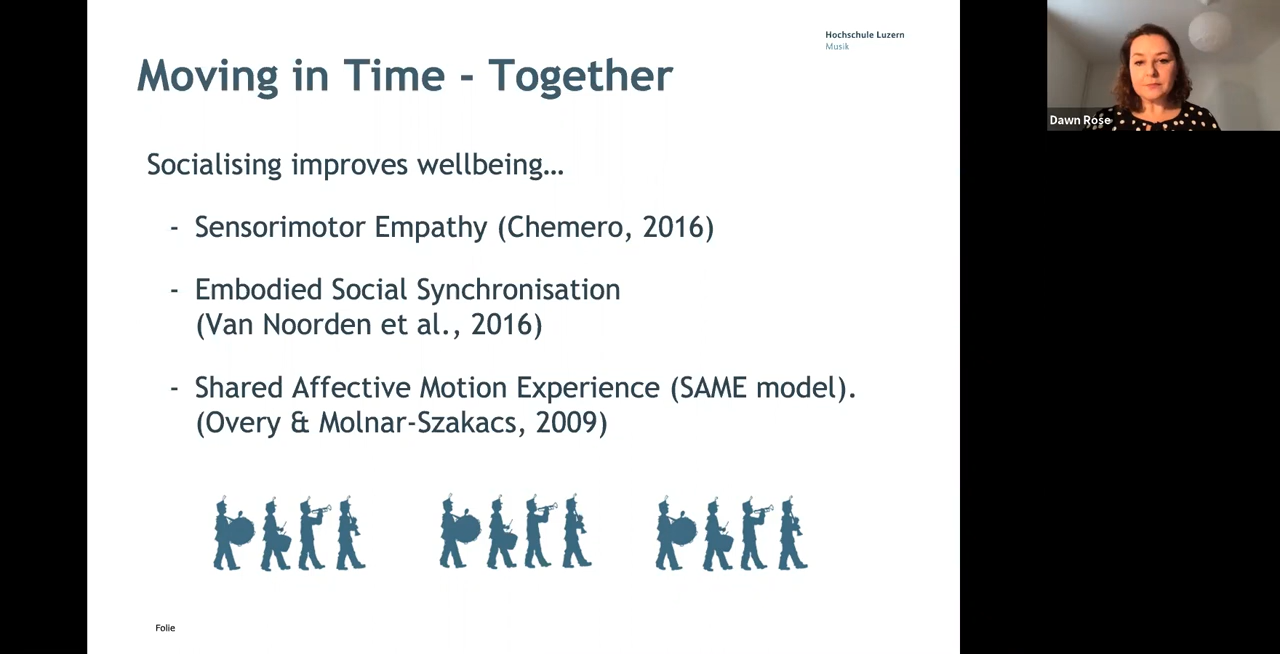 Hochschule Luzern
Musik
Moving in Time - Together
Socialising improves wellbeing…
- Sensorimotor Empathy (Chemero, 2016)
- Embodied Social Synchronisation
(Van Noorden et al., 2016)
- Shared Affective Motion Experience (SAME model).
(Overy & Molnar-Szakacs, 2009)
Folie
Dawn Rose